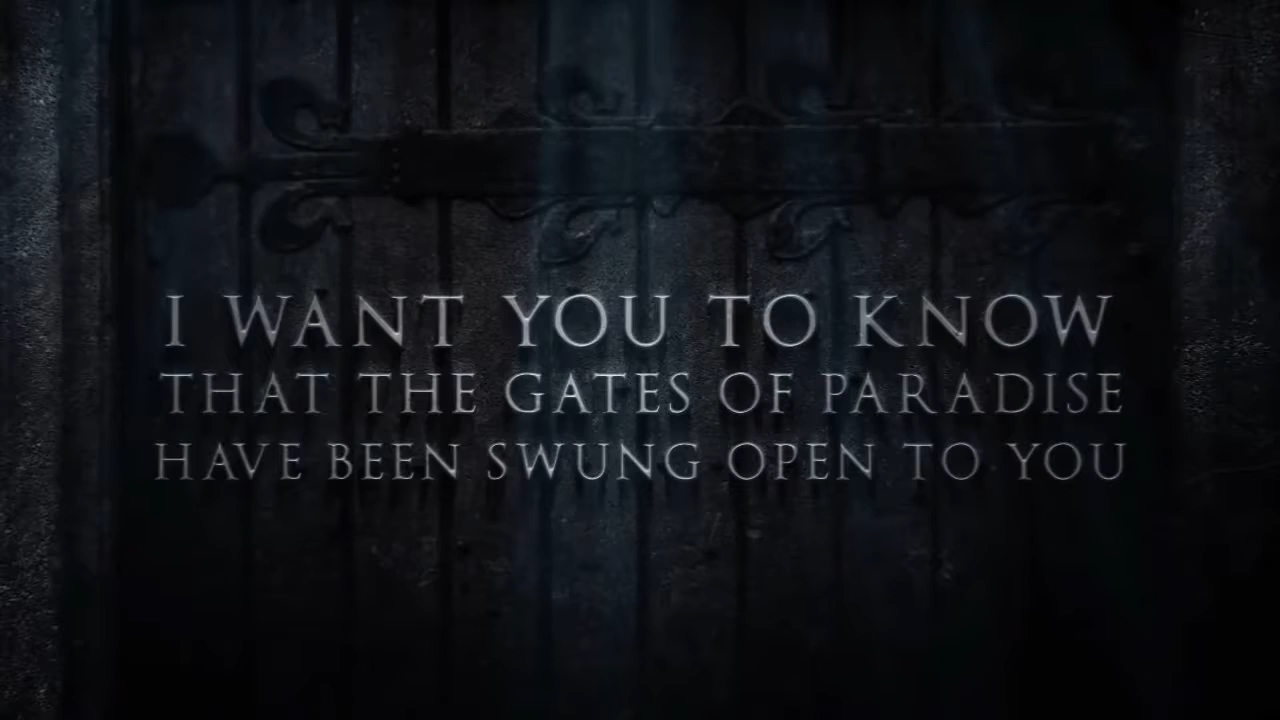 I WANT YOU TO KNOW
THAT THE GATES OF PARADISE
HAVE BEEN SWUNG OPEN TO YOU